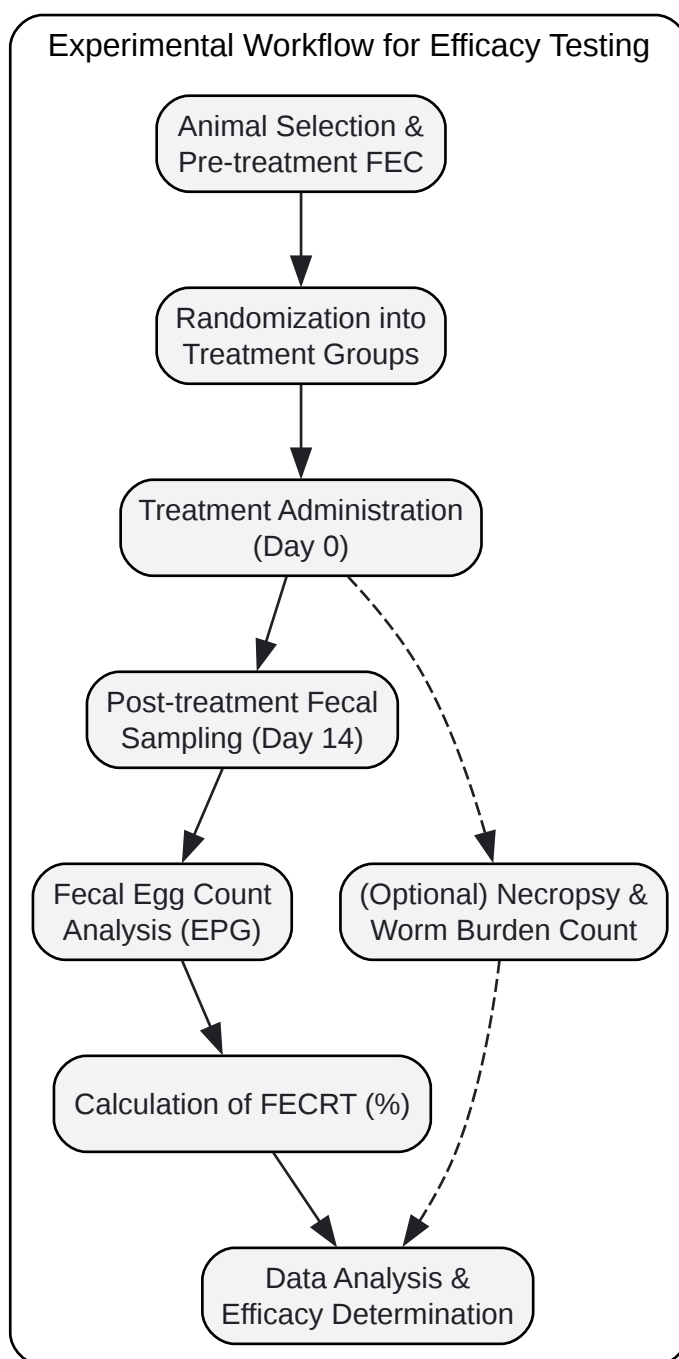 Experimental Workflow for Efficacy Testing
Animal Selection &
Pre-treatment FEC
Randomization into
Treatment Groups
Treatment Administration
(Day 0)
Post-treatment Fecal
Sampling (Day 14)
Fecal Egg Count
Analysis (EPG)
(Optional) Necropsy &
Worm Burden Count
Calculation of FECRT (%)
Data Analysis &
Efficacy Determination